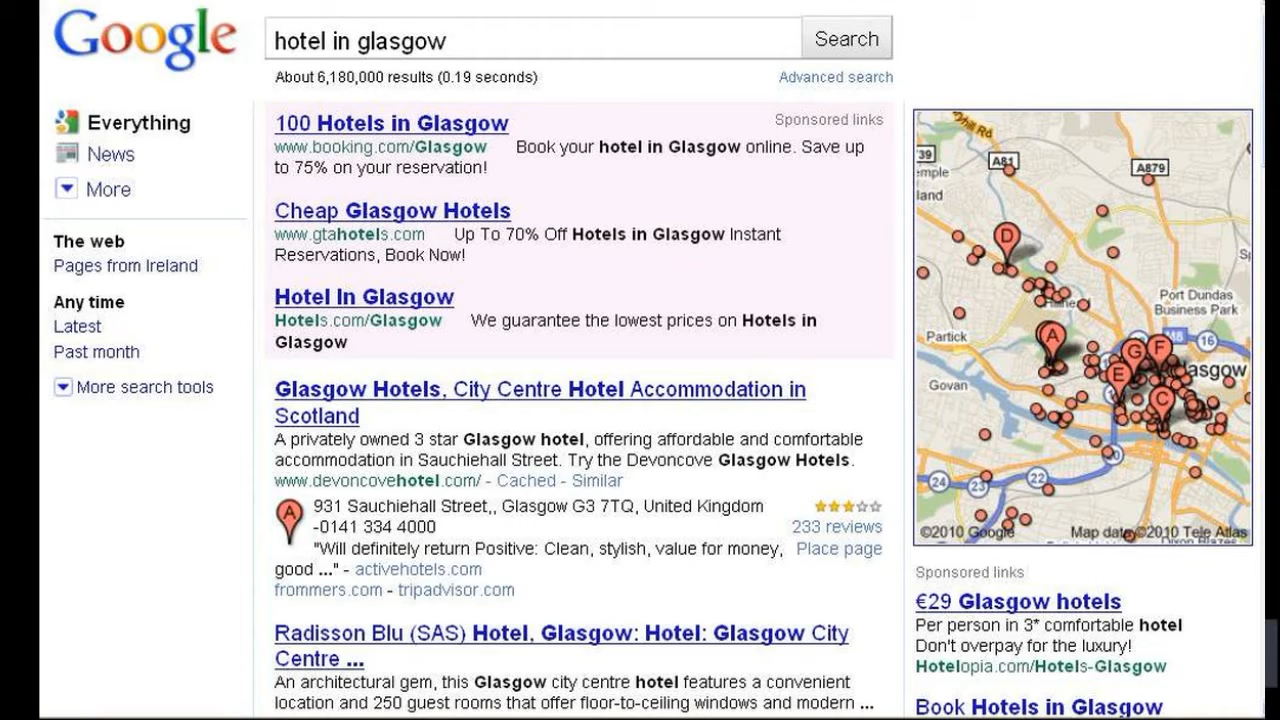 Google
hotel in glasgow
Search
About 6,180,000 results (0.19 seconds)
Advanced search
Everything
News
More
The web
Pages from Ireland
Any time
Latest
Past month
More search tools
100 Hotels in Glasgow
Sponsored links
www.booking.com/Glasgow Book your hotel in Glasgow online. Save up
to 75% on your reservation!
Cheap Glasgow Hotels
www.gtahotels.com Up To 70% Off Hotels in Glasgow Instant
Reservations, Book Now!
Hotel In Glasgow
Hotels.com/Glasgow We guarantee the lowest prices on Hotels in
Glasgow
Glasgow Hotels, City Centre Hotel Accommodation in
Scotland
A privately owned 3 star Glasgow hotel, offering affordable and comfortable
accommodation in Sauchiehall Street. Try the Devoncove Glasgow Hotels.
www.devoncovehotel.com/ - Cached - Similar
A
931 Sauchiehall Street,, Glasgow G3 7TQ, United Kingdom
-0141 334 4000
233 reviews
"Will definitely return Positive: Clean, stylish, value for money,
Place page
good ..." - activehotels.com
frommers.com - tripadvisor.com
Radisson Blu (SAS) Hotel, Glasgow: Hotel: Glasgow City
Centre ...
An architectural gem, this Glasgow city centre hotel features a convenient
location and 250 guest rooms that offer floor-to-ceiling windows and modern ...
A81
A879
D
Port Dundas
Business Park
Partick
A
G
F
M8
16
E
Govan
C
24
23
22
©2010 Google
Map data ©2010 Tele Atlas
Sponsored links
€29 Glasgow hotels
Per person in 3* comfortable hotel
Don't overpay for the luxury!
Hotelopia.com/Hotels-Glasgow
Book Hotels in Glasgow